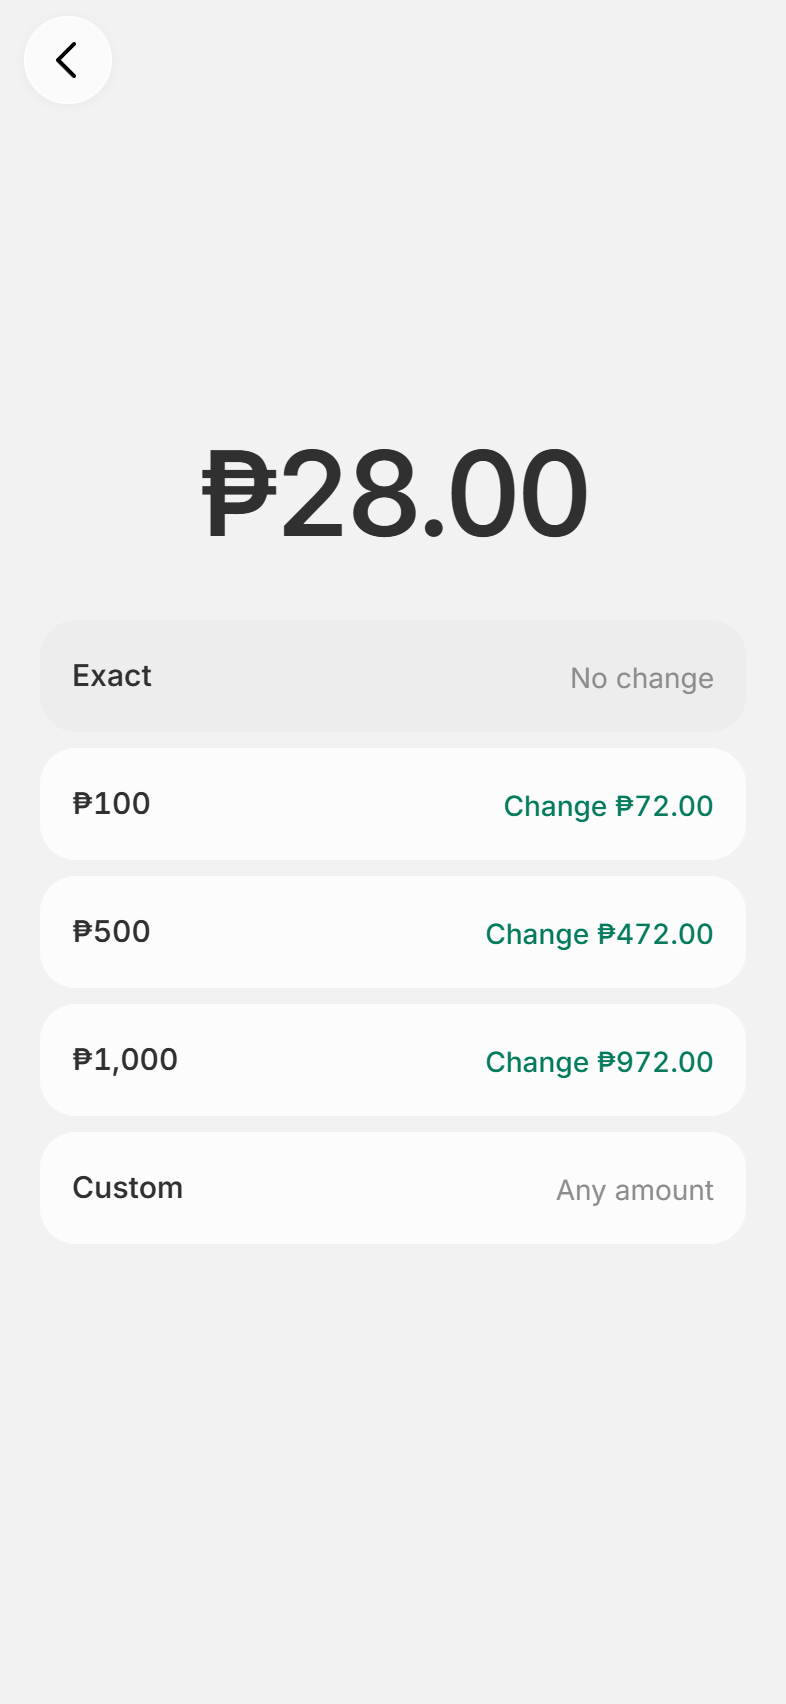 ₱28.00
Exact No change
₱100 Change ₱72.00
₱500 Change ₱472.00
₱1,000 Change ₱972.00
Custom Any amount